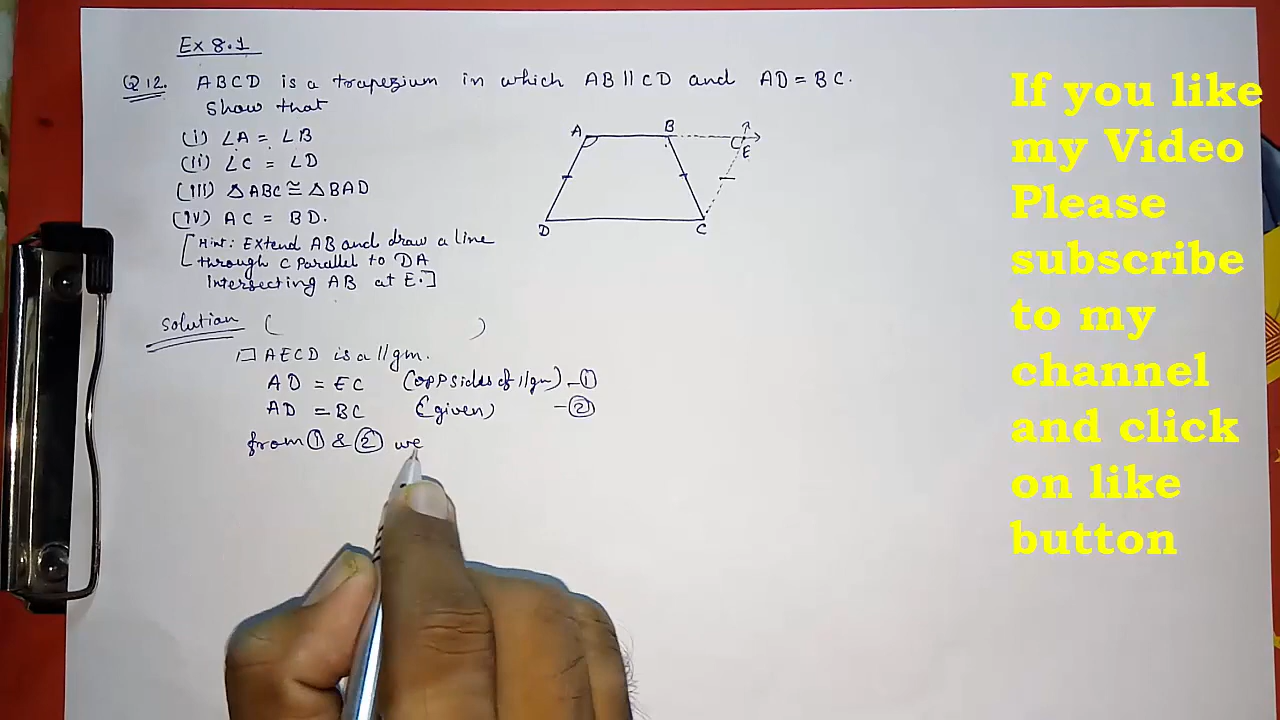 Ex 8.1
Q 12. ABCD is a trapezium in which AB || CD and AD = BC.
Show that
(i) ∠A = ∠B
(ii) ∠C = ∠D
(iii) △ABC ≅ △BAD
(iv) AC = BD.
[Hint: Extend AB and draw a line
through C Parallel to DA
Intersecting AB at E.]
A
B
C
E
D
C
Solution ( )
□ AECD is a ||gm.
AD = EC (opp sides of ||gm) - ①
AD = BC (given) - ②
from ① & ② we
If you like
my Video
Please
subscribe
to my
channel
and click
on like
button